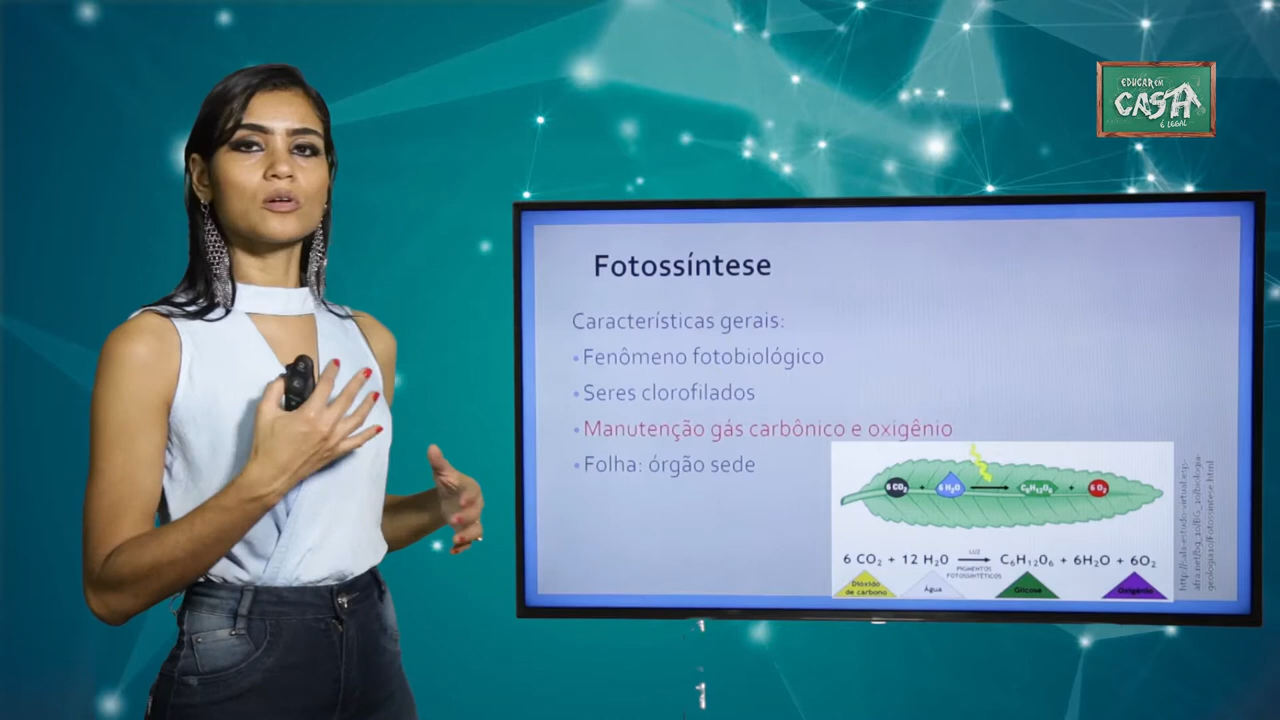 EDUCAR EM
CASA
É LEGAL
Fotossíntese
Características gerais:
• Fenômeno fotobiológico
• Seres clorofilados
• Manutenção gás carbônico e oxigênio
• Folha: órgão sede
6 CO₂ + 6 H₂O → C₆H₁₂O₆ + 6 O₂
6 CO₂ + 12 H₂O → C₆H₁₂O₆ + 6H₂O + 6O₂
LUZ
PIGMENTOS
FOTOSSINTÉTICOS
Dióxido
de carbono
Água
Glicose
Oxigênio